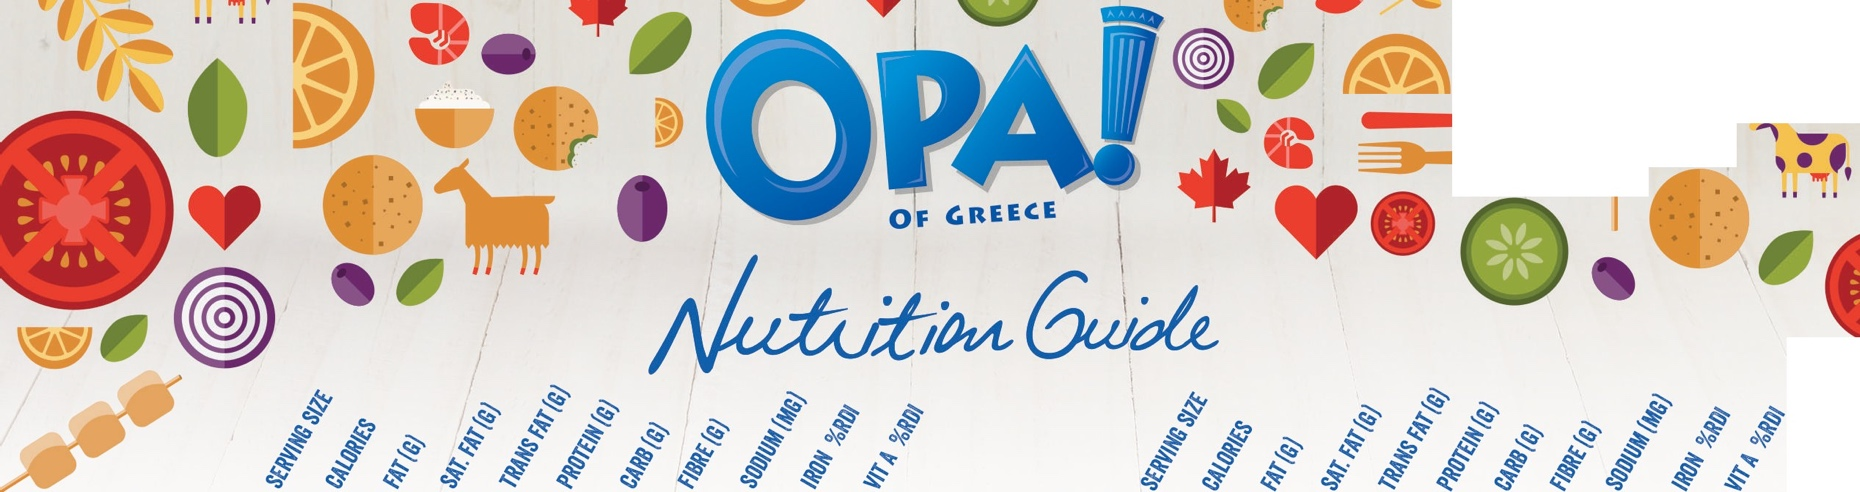 OPA!
OF GREECE
Nutrition Guide
SERVING SIZE
CALORIES
FAT (G)
SAT. FAT (G)
TRANS FAT (G)
PROTEIN (G)
CARB (G)
FIBRE (G)
SODIUM (MG)
IRON %RDI
VIT A %RDI
SERVING SIZE
CALORIES
FAT (G)
SAT. FAT (G)
TRANS FAT (G)
PROTEIN (G)
CARB (G)
FIBRE (G)
SODIUM (MG)
IRON %RDI
VIT A %RDI